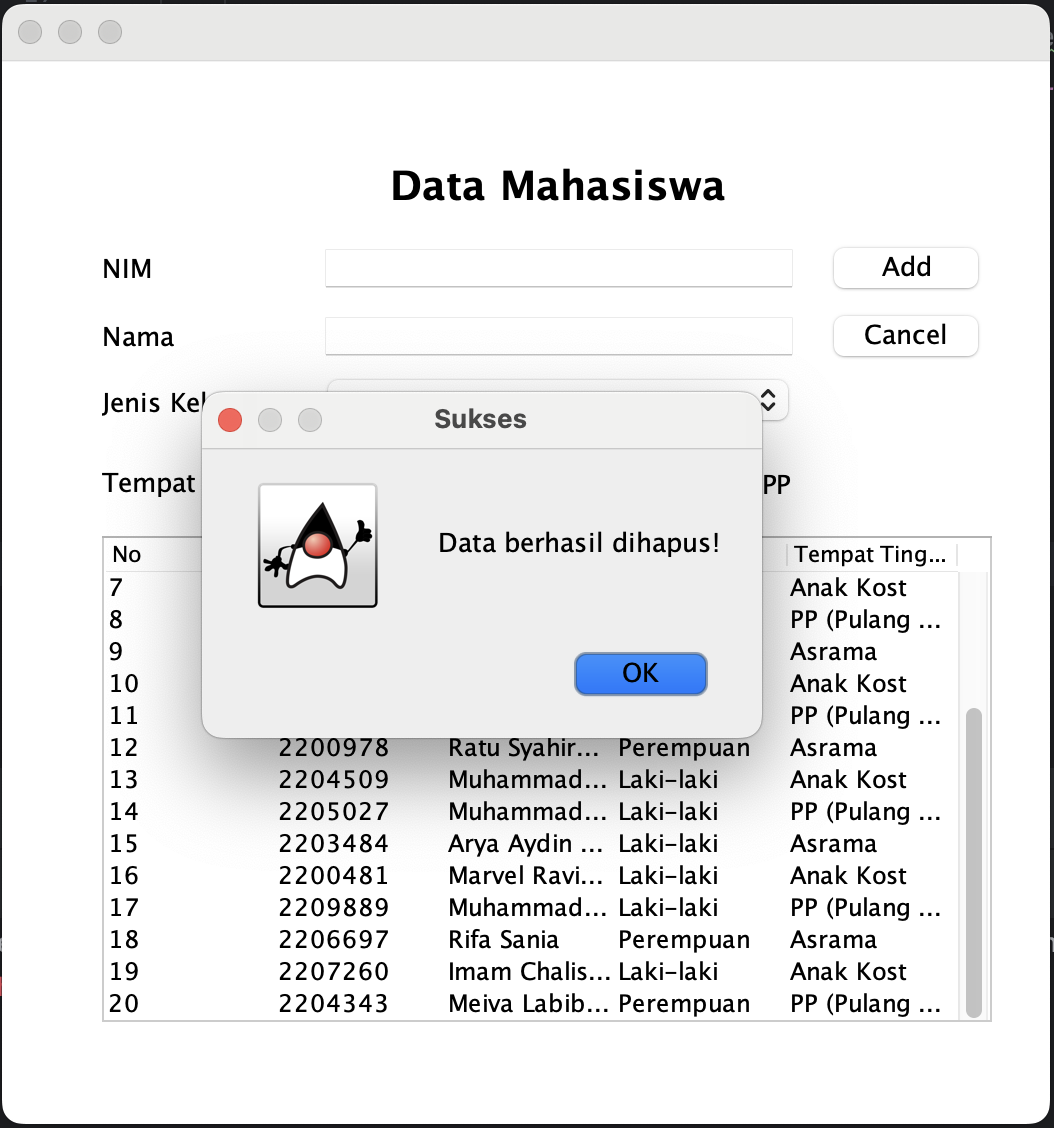 Data Mahasiswa
NIM
Add
Nama
Cancel
Jenis Kel
Sukses
Tempat
PP
Data berhasil dihapus!
OK
No Tempat Ting...
7 Anak Kost
8 PP (Pulang ...
9 Asrama
10 Anak Kost
11 PP (Pulang ...
12 2200978 Ratu Syahir... Perempuan Asrama
13 2204509 Muhammad... Laki-laki Anak Kost
14 2205027 Muhammad... Laki-laki PP (Pulang ...
15 2203484 Arya Aydin ... Laki-laki Asrama
16 2200481 Marvel Ravi... Laki-laki Anak Kost
17 2209889 Muhammad... Laki-laki PP (Pulang ...
18 2206697 Rifa Sania Perempuan Asrama
19 2207260 Imam Chalis... Laki-laki Anak Kost
20 2204343 Meiva Labib... Perempuan PP (Pulang ...